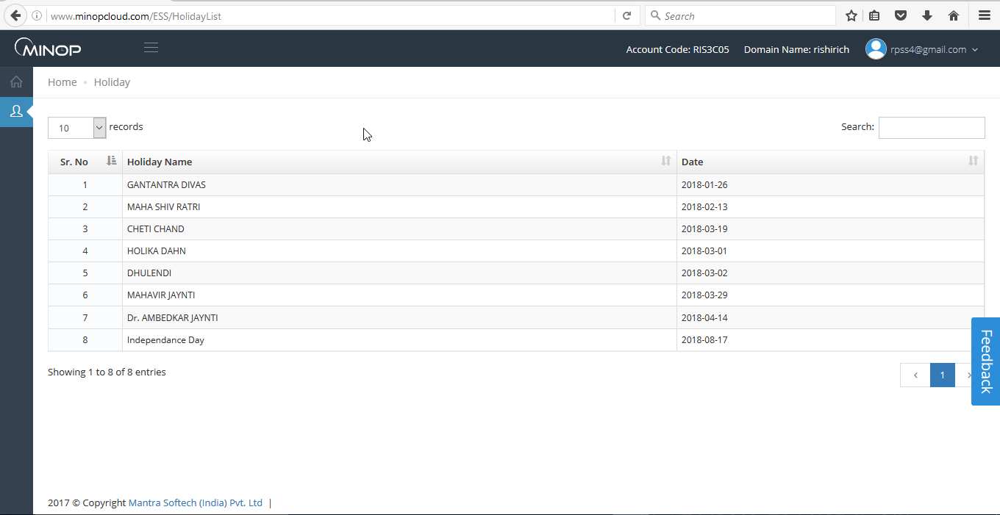 www.minopcloud.com/ESS/HolidayList
Search
MINOP
Account Code: RIS3C05 Domain Name: rishirich rpss4@gmail.com
Home Holiday
10 records Search:
Sr. No Holiday Name Date
1 GANTANTRA DIVAS 2018-01-26
2 MAHA SHIV RATRI 2018-02-13
3 CHETI CHAND 2018-03-19
4 HOLIKA DAHN 2018-03-01
5 DHULENDI 2018-03-02
6 MAHAVIR JAYNTI 2018-03-29
7 Dr. AMBEDKAR JAYNTI 2018-04-14
8 Independance Day 2018-08-17
Showing 1 to 8 of 8 entries
< 1 >
Feedback
2017 © Copyright Mantra Softech (India) Pvt. Ltd |